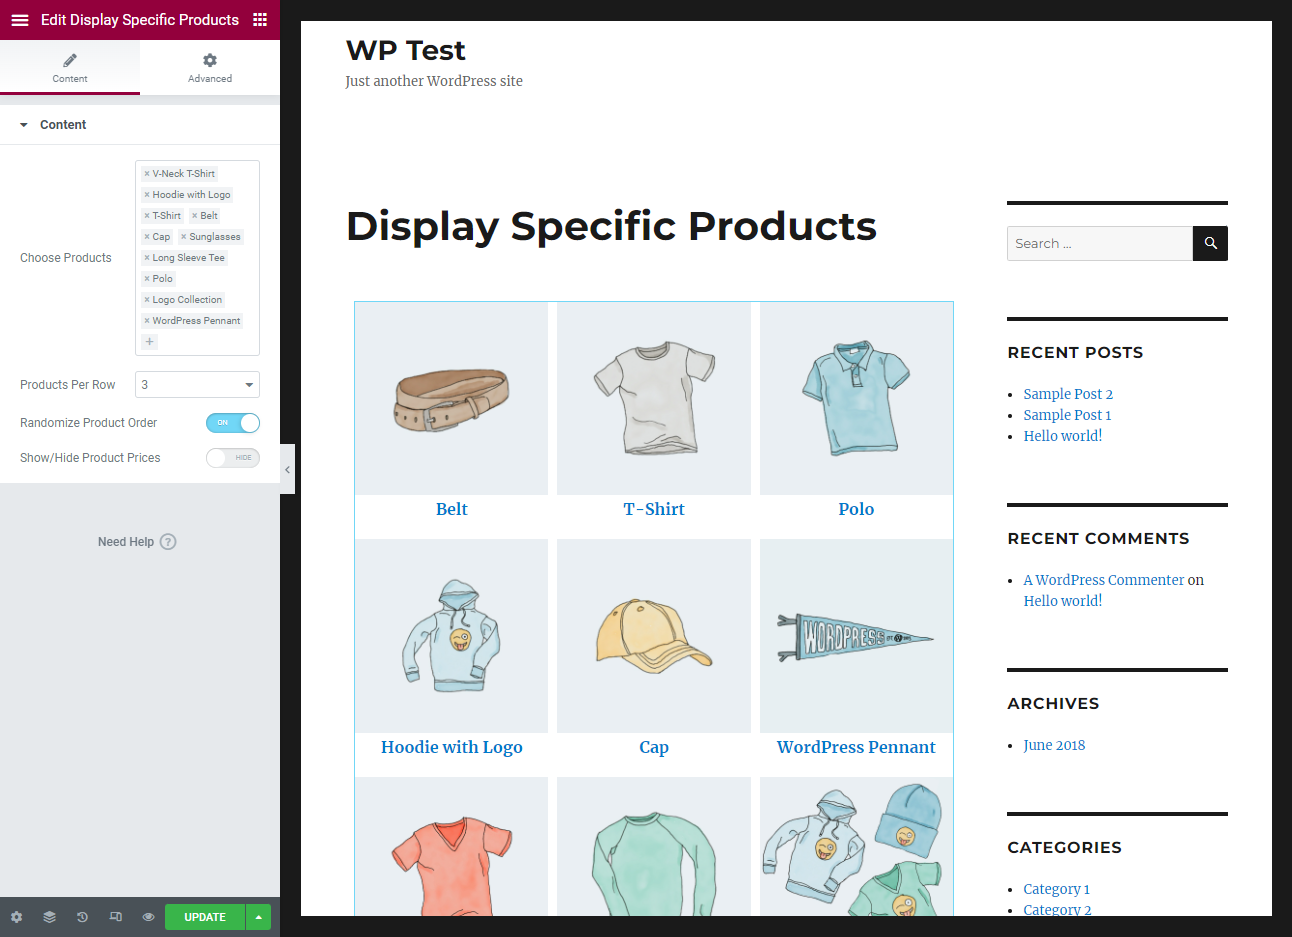 Edit Display Specific Products
Content
Advanced
Content
Choose Products
× V-Neck T-Shirt
× Hoodie with Logo
× T-Shirt × Belt
× Cap × Sunglasses
× Long Sleeve Tee
× Polo
× Logo Collection
× WordPress Pennant
+
Products Per Row 3
Randomize Product Order ON
Show/Hide Product Prices HIDE
Need Help ?
UPDATE
WP Test
Just another WordPress site
Display Specific Products
Belt T-Shirt Polo
WORDPRESS
Hoodie with Logo Cap WordPress Pennant
Search ...
RECENT POSTS
Sample Post 2
Sample Post 1
Hello world!
RECENT COMMENTS
A WordPress Commenter on
Hello world!
ARCHIVES
June 2018
CATEGORIES
Category 1
Category 2